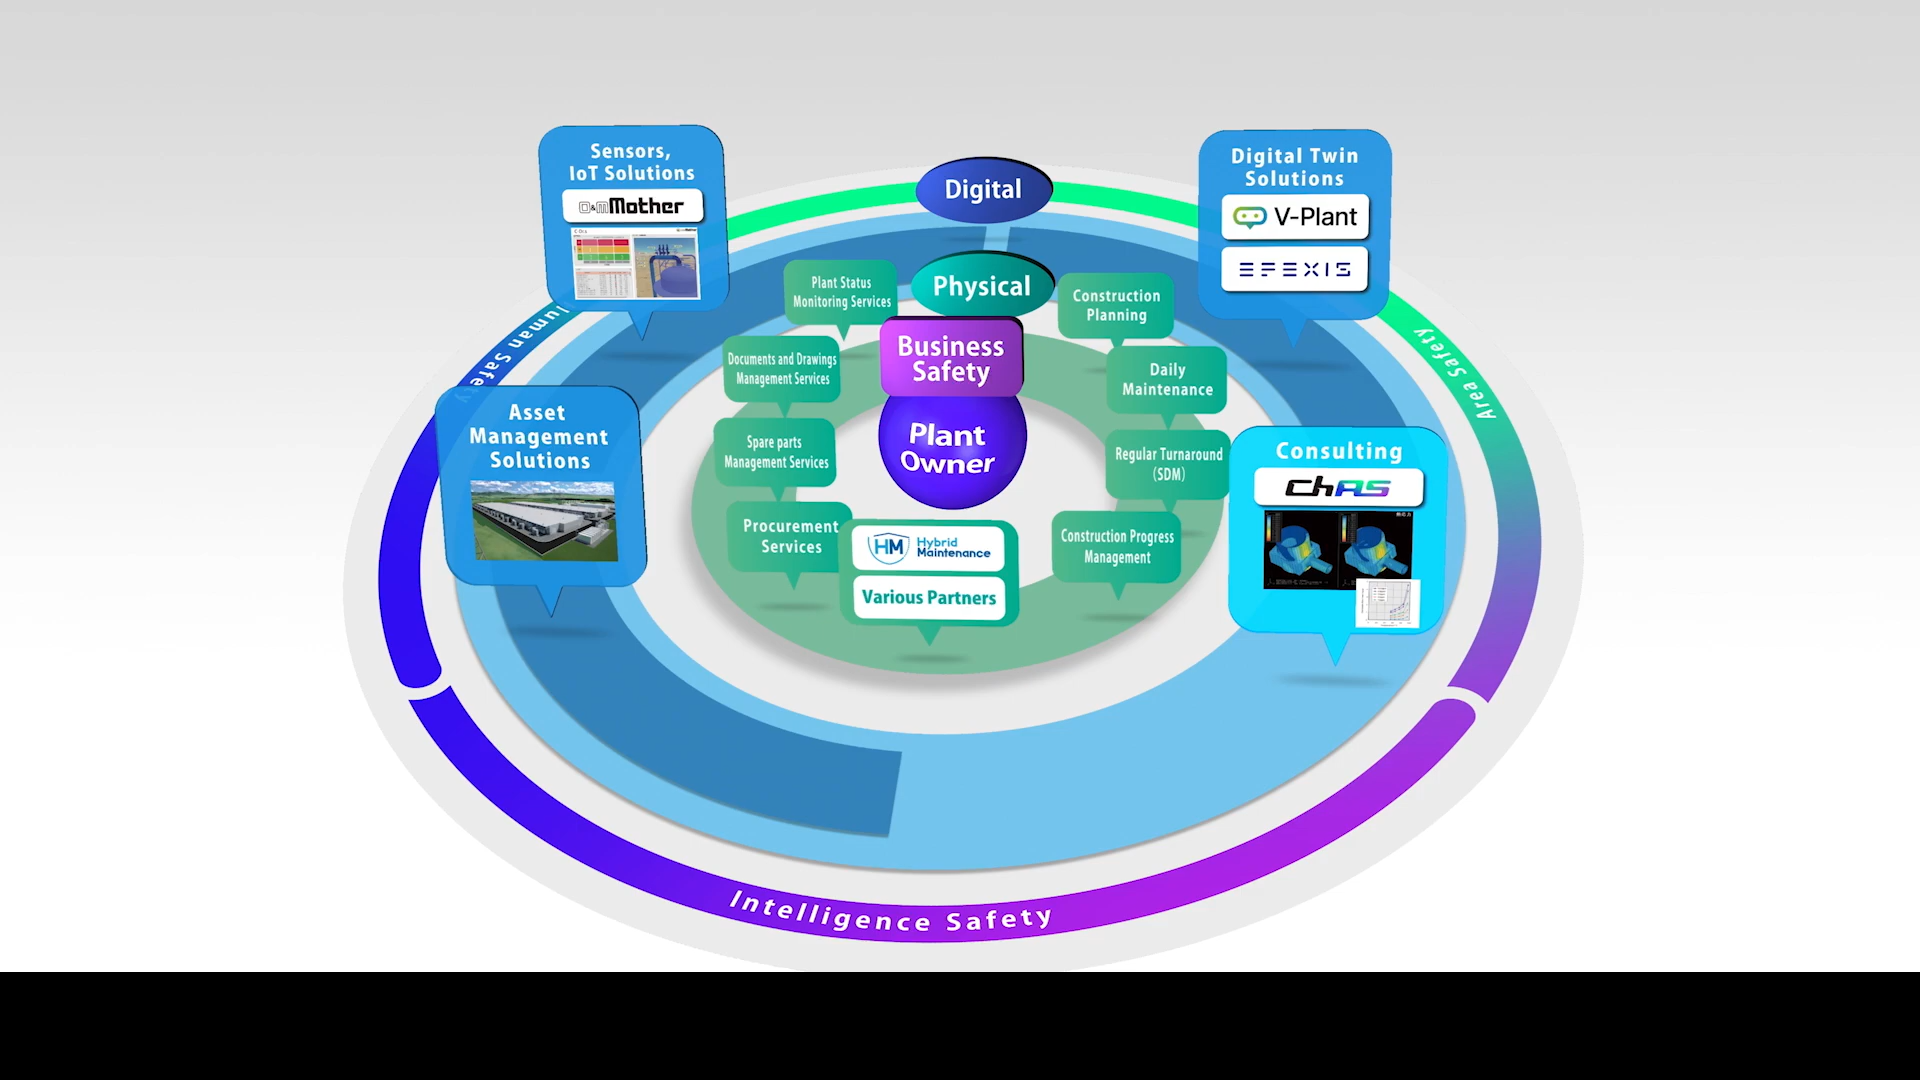 Sensors,
IoT Solutions
D&M Mother
Digital
Digital Twin
Solutions
V-Plant
EFEXIS
Physical
Plant Status
Monitoring Services
Construction
Planning
Business
Safety
Documents and Drawings
Management Services
Daily
Maintenance
Human Safety
Area Safety
Asset
Management
Solutions
Plant
Owner
Spare parts
Management Services
Regular Turnaround
(SDM)
Consulting
ChAS
Procurement
Services
HM Hybrid
Maintenance
Various Partners
Construction Progress
Management
Intelligence Safety